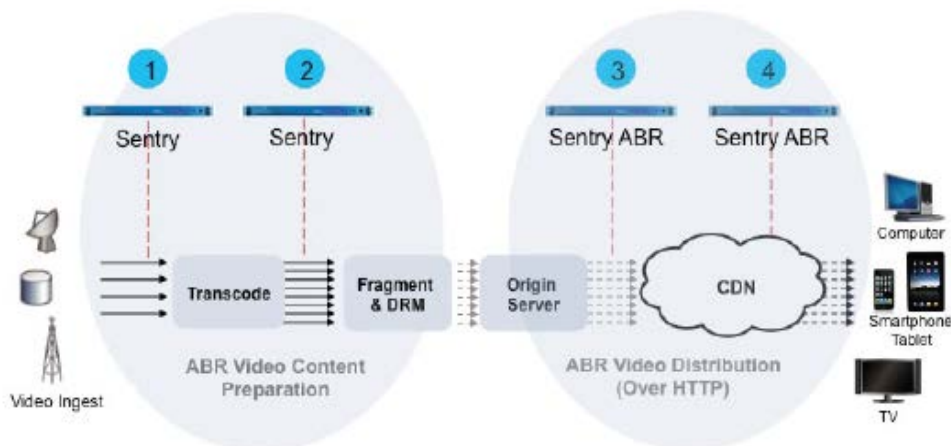 1
2
3
4
Sentry
Sentry
Sentry ABR
Sentry ABR
Computer
Transcode
Fragment
& DRM
Origin
Server
CDN
Smartphone
Tablet
ABR Video Content
Preparation
ABR Video Distribution
(Over HTTP)
Video Ingest
TV